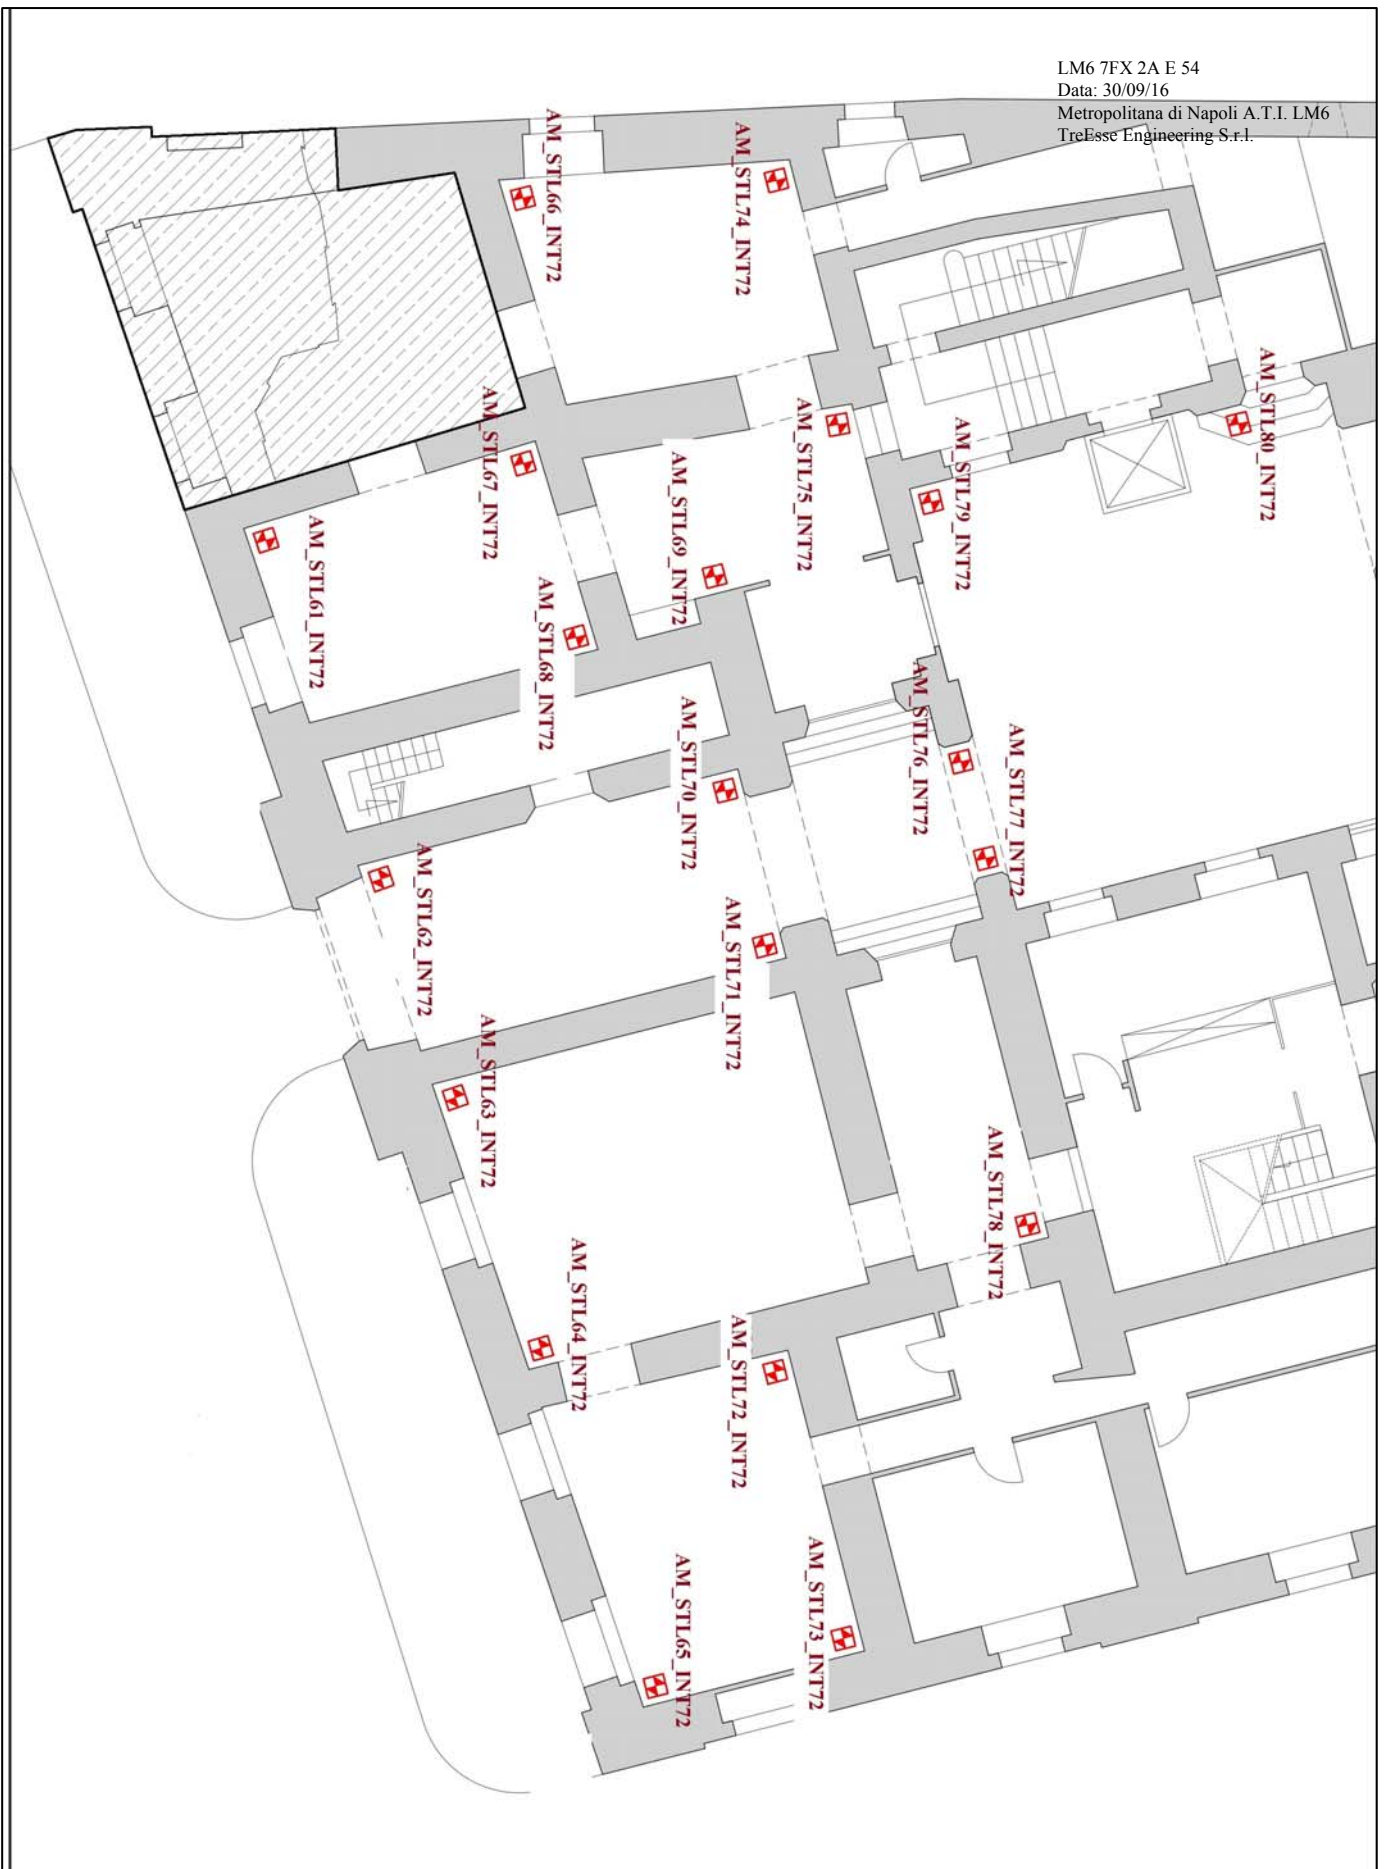 LM6 7FX 2A E 54
Data: 30/09/16
Metropolitana di Napoli A.T.I. LM6
TreEsse Engineering S.r.l.
AM_STL66_INT72
AM_STL74_INT72
AM_STL80_INT72
AM_STL67_INT72
AM_STL75_INT72
AM_STL79_INT72
AM_STL69_INT72
AM_STL61_INT72
AM_STL68_INT72
AM_STL76_INT72
AM_STL70_INT72
AM_STL77_INT72
AM_STL62_INT72
AM_STL71_INT72
AM_STL63_INT72
AM_STL78_INT72
AM_STL64_INT72
AM_STL72_INT72
AM_STL73_INT72
AM_STL65_INT72